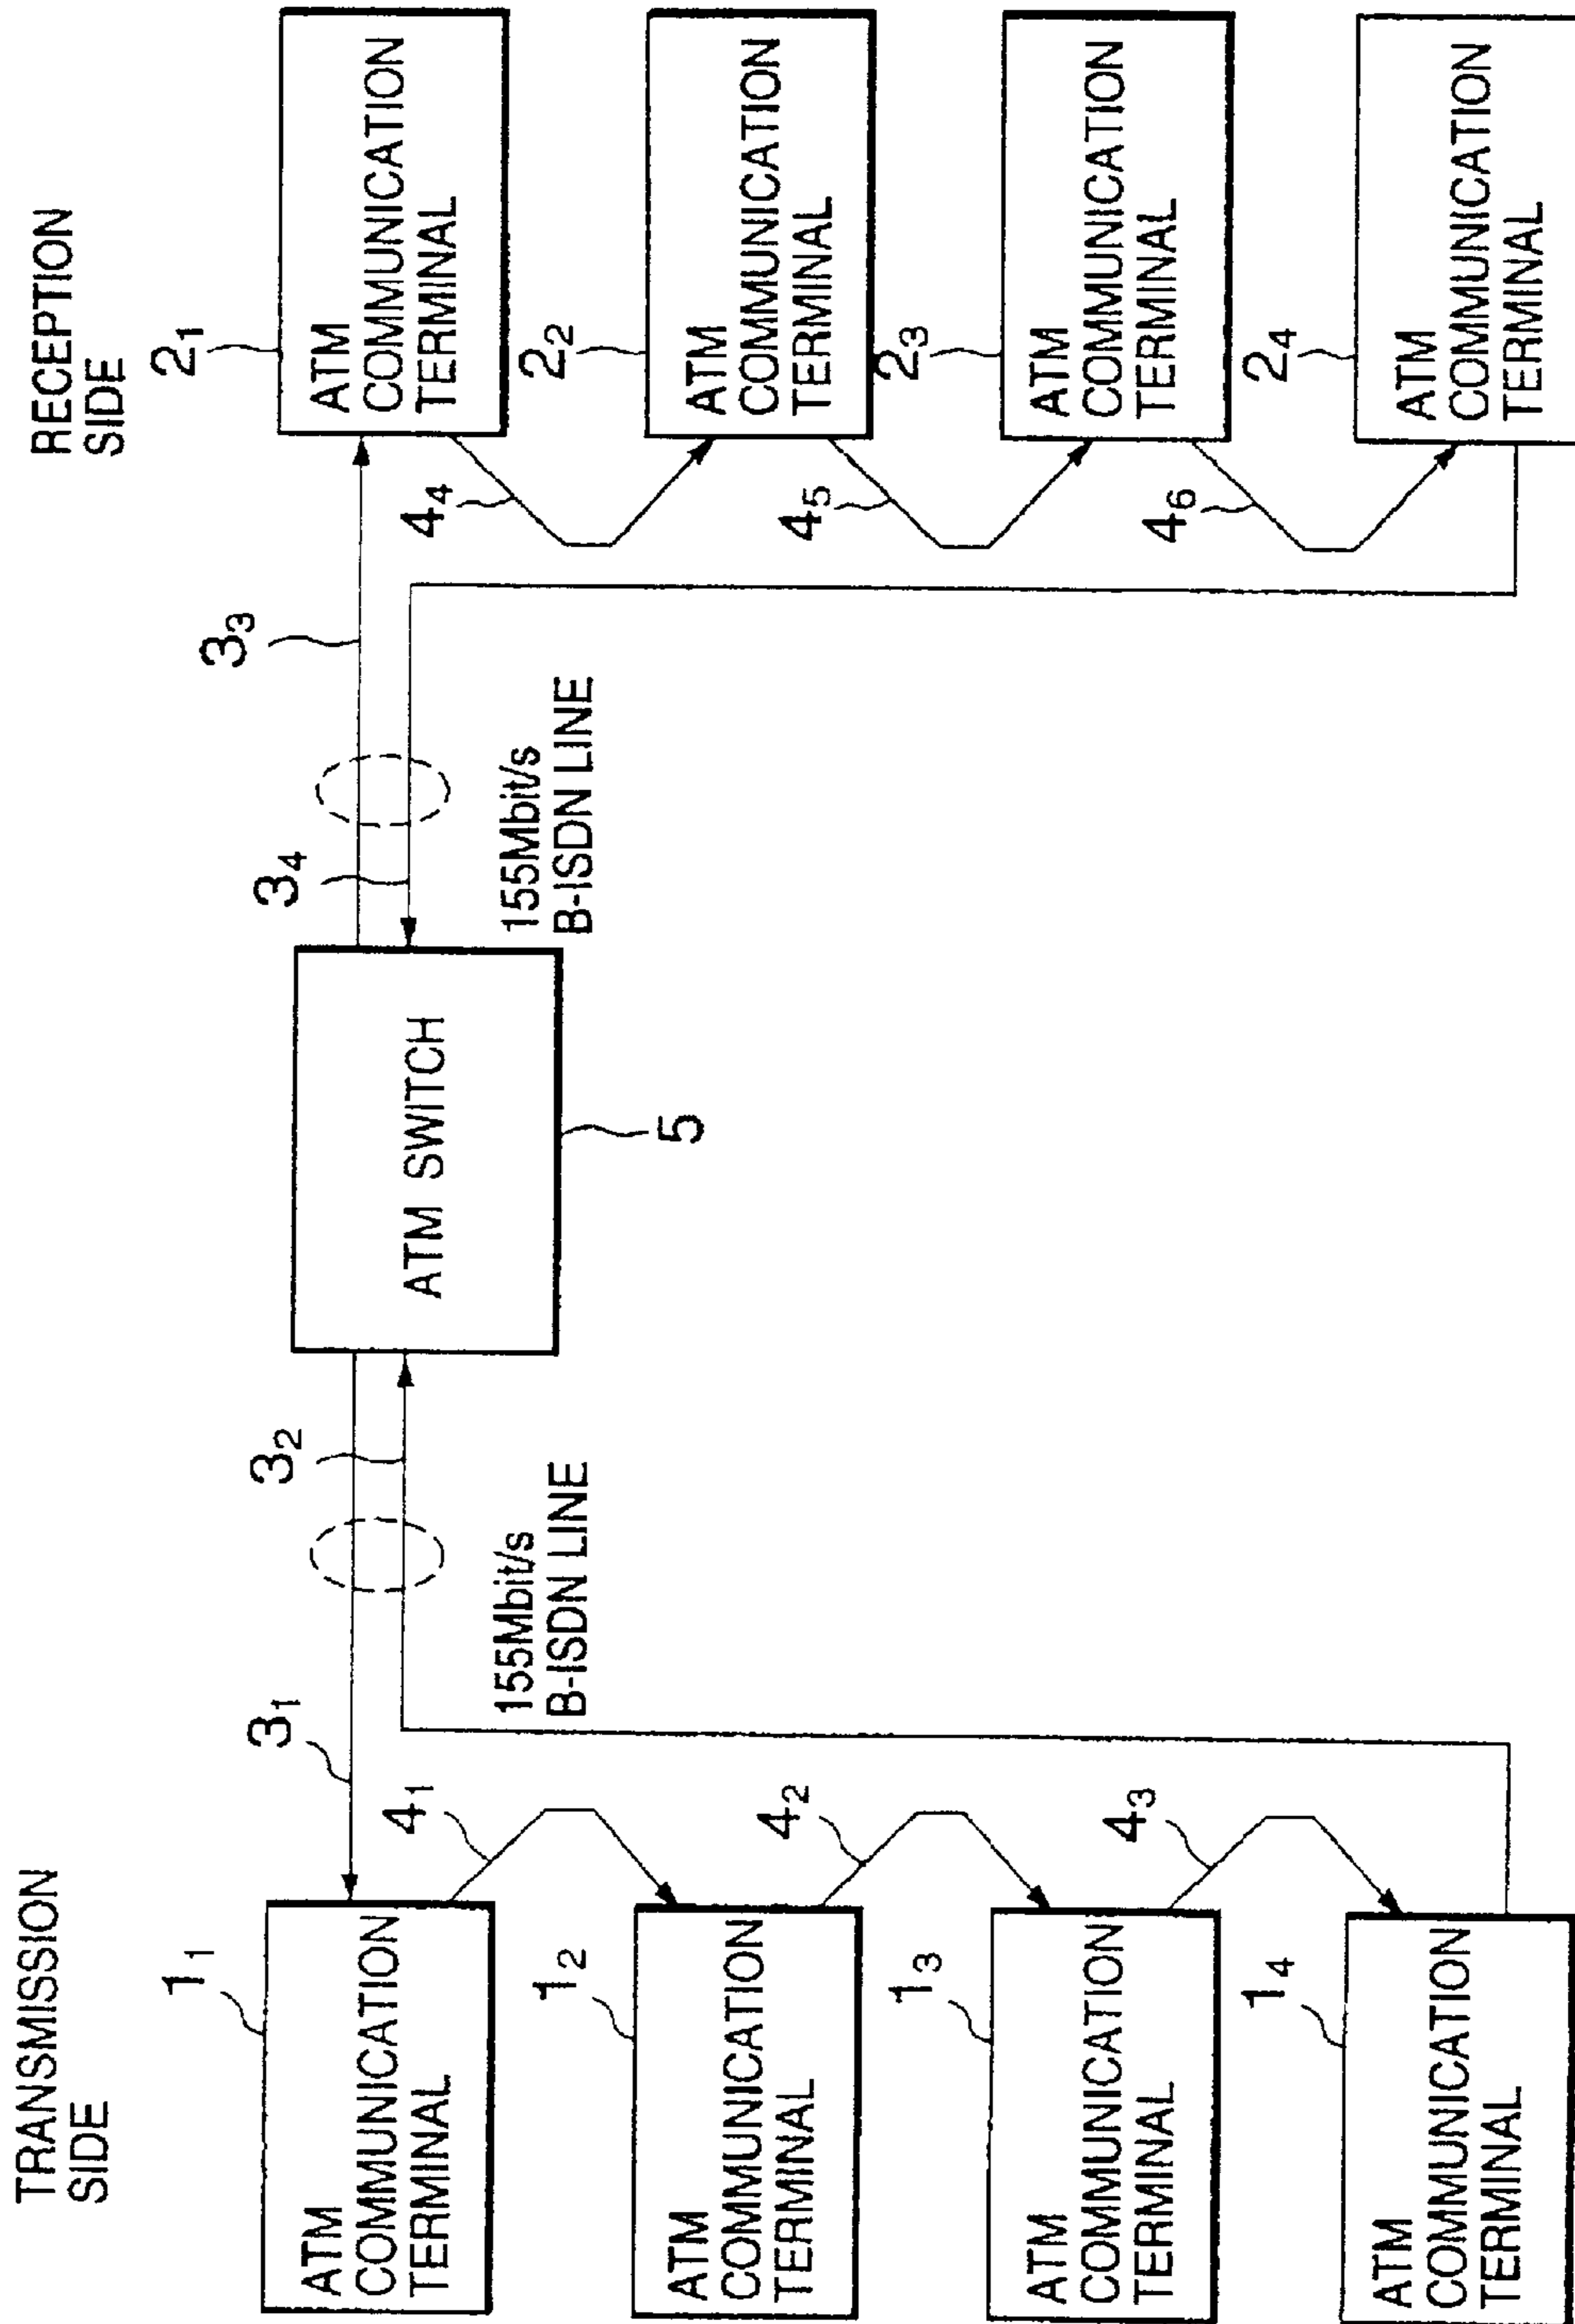 TRANSMISSION
SIDE
RECEPTION
SIDE
1₁
ATM
COMMUNICATION
TERMINAL
1₂
ATM
COMMUNICATION
TERMINAL
1₃
ATM
COMMUNICATION
TERMINAL
1₄
ATM
COMMUNICATION
TERMINAL
4₁
4₂
4₃
3₁
3₂
155Mbit/s
B-ISDN LINE
ATM SWITCH
5
3₄
3₃
155Mbit/s
B-ISDN LINE
4₄
4₅
4₆
2₁
ATM
COMMUNICATION
TERMINAL
2₂
ATM
COMMUNICATION
TERMINAL
2₃
ATM
COMMUNICATION
TERMINAL
2₄
ATM
COMMUNICATION
TERMINAL